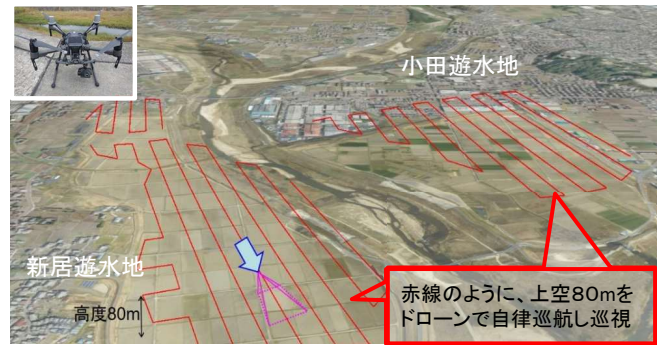 小田遊水地
新居遊水地
高度80m
赤線のように、上空80mを
ドローンで自律巡航し巡視